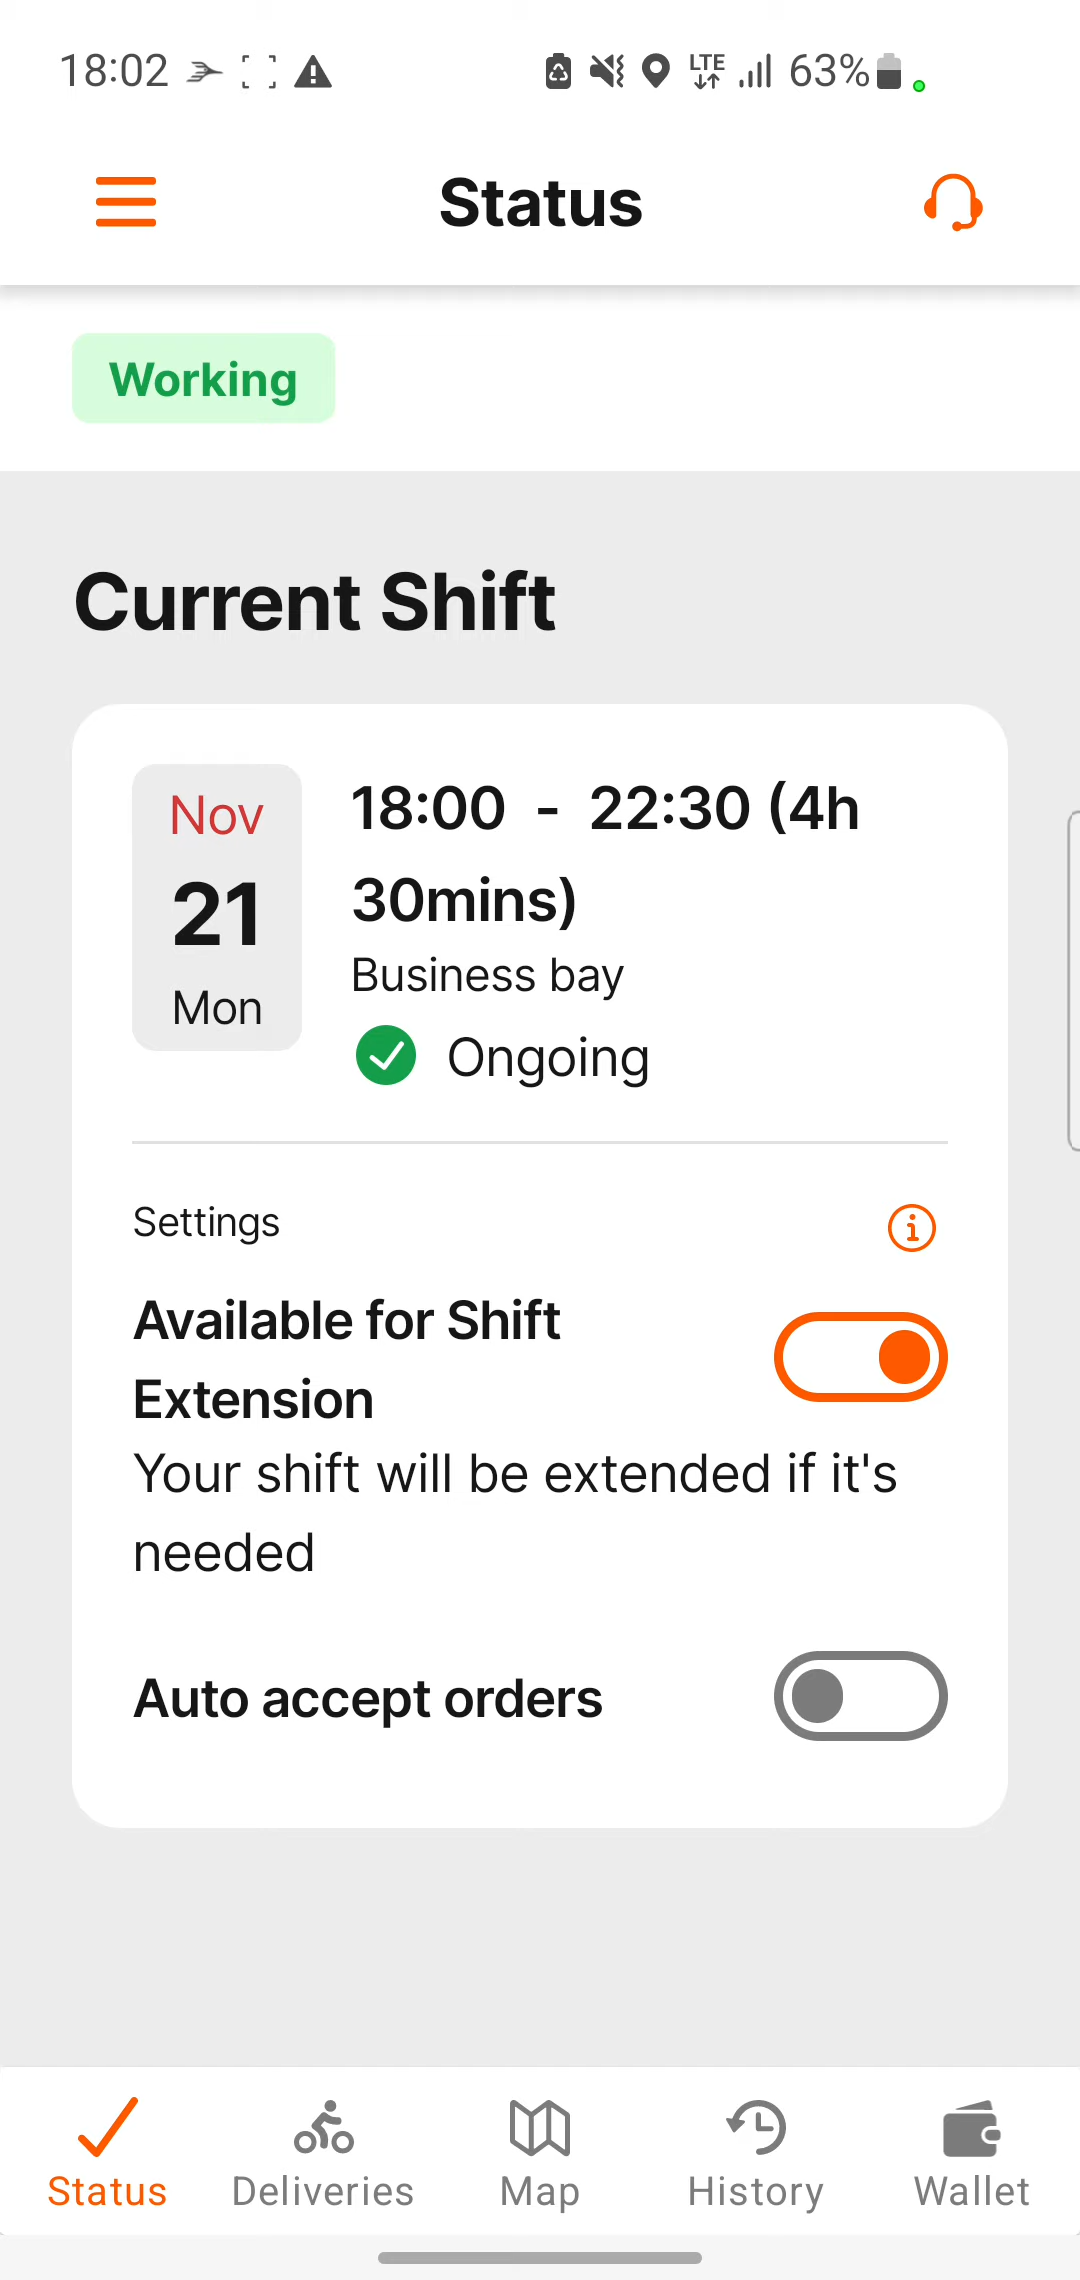 18:02 LTE 63%
Status
Working
Current Shift
Nov
21
Mon
18:00 - 22:30 (4h
30mins)
Business bay
Ongoing
Settings
Available for Shift
Extension
Your shift will be extended if it's
needed
Auto accept orders
Status Deliveries Map History Wallet